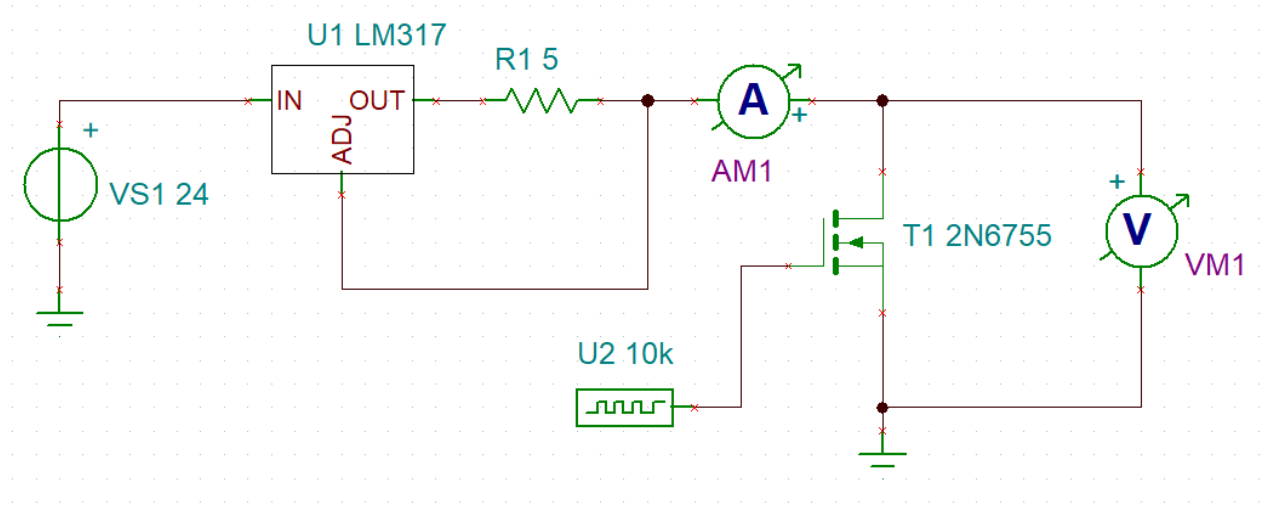 U1 LM317
R1 5
IN
OUT
ADJ
A
+
AM1
+
VS1 24
+
V
VM1
T1 2N6755
U2 10k